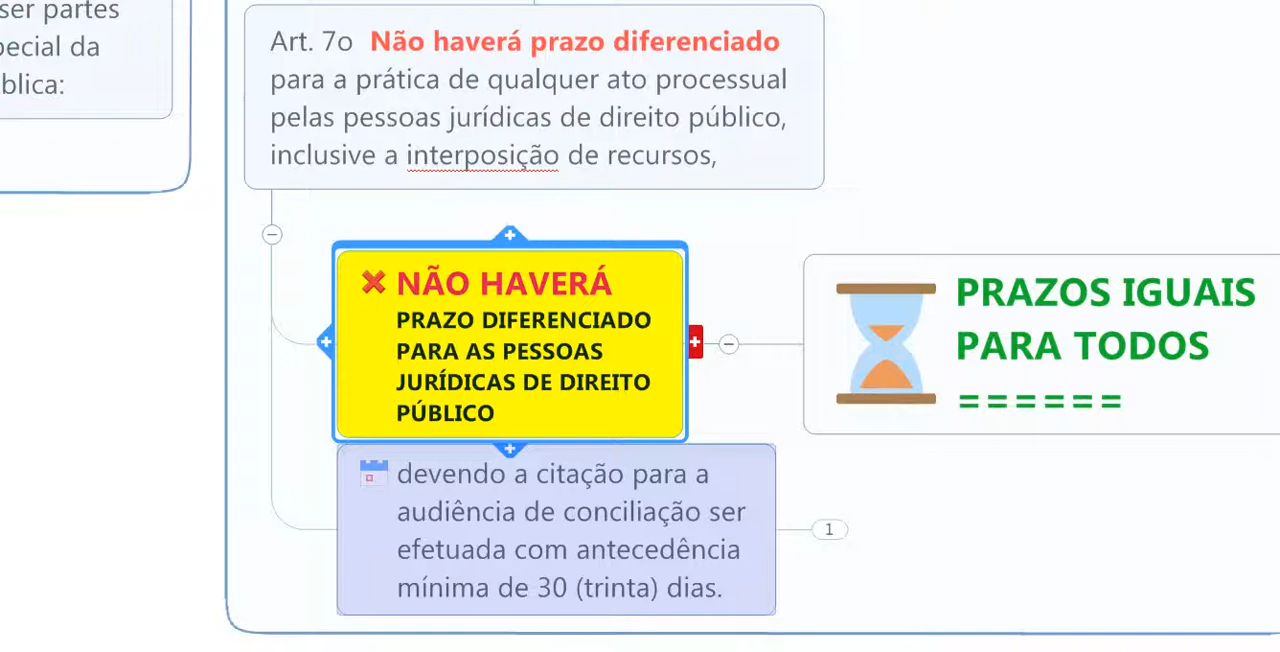 ser partes
pecial da
blica:
Art. 7o  Não haverá prazo diferenciado
para a prática de qualquer ato processual
pelas pessoas jurídicas de direito público,
inclusive a interposição de recursos,
NÃO HAVERÁ
PRAZO DIFERENCIADO
PARA AS PESSOAS
JURÍDICAS DE DIREITO
PÚBLICO
PRAZOS IGUAIS
PARA TODOS
======
devendo a citação para a
audiência de conciliação ser
efetuada com antecedência
mínima de 30 (trinta) dias.
1